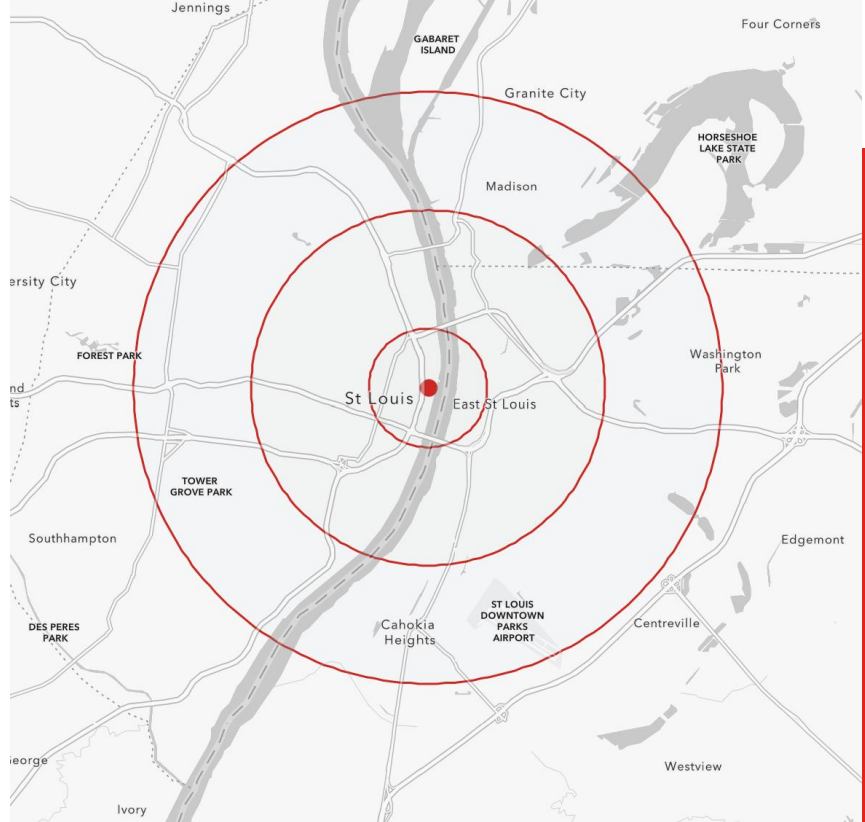 Jennings
Four Corners
GABARET
ISLAND
Granite City
HORSESHOE
LAKE STATE
PARK
Madison
ersity City
FOREST PARK
Washington
Park
nd
ts
St Louis
East St Louis
TOWER
GROVE PARK
Southhampton
Edgemont
ST LOUIS
DOWNTOWN
PARKS
AIRPORT
DES PERES
PARK
Cahokia
Heights
Centreville
eorge
Westview
Ivory